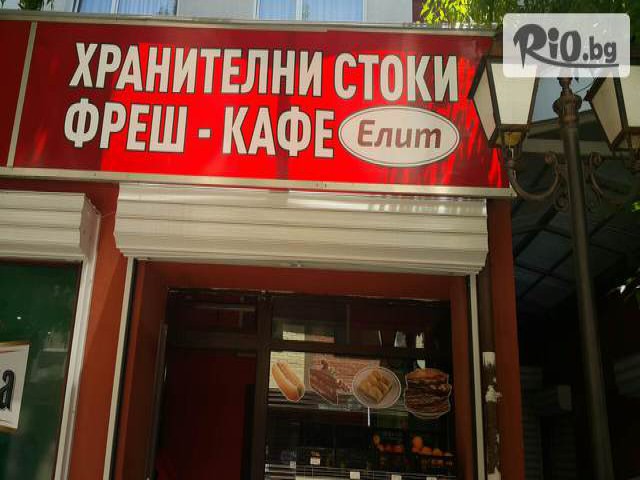 RiO.bg
ХРАНИТЕЛНИ СТОКИ
ФРЕШ - КАФЕ Елит
а